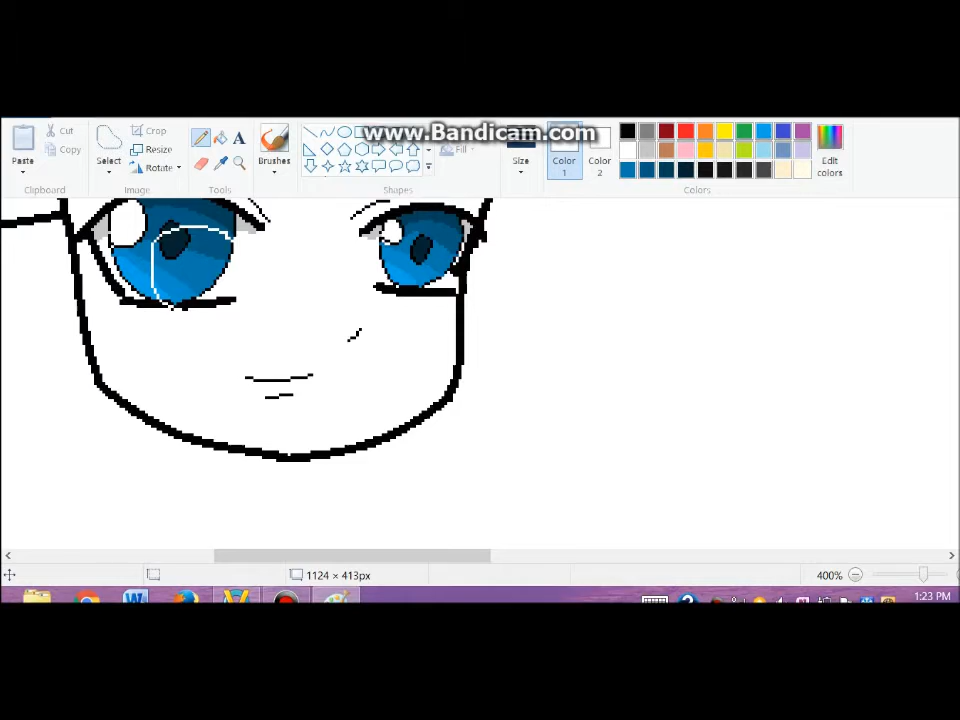 www.Bandicam.com
Cut
Crop
Copy
Resize
Fill
Paste
Select
Rotate
A
Brushes
Size
Color
1
Color
2
Edit
colors
Clipboard
Image
Tools
Shapes
Colors
1124 × 413px
400%
W
1:23 PM